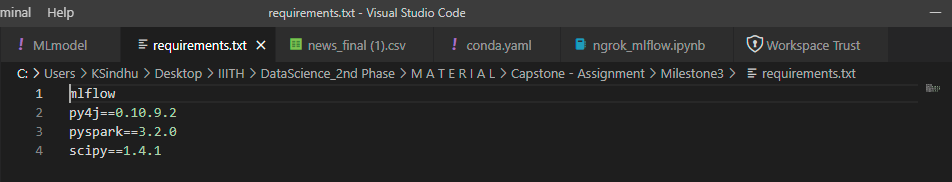 minal Help requirements.txt - Visual Studio Code
! MLmodel requirements.txt × news_final (1).csv ! conda.yaml ngrok_mlflow.ipynb Workspace Trust
C: > Users > KSindhu > Desktop > IIITH > DataScience_2nd Phase > M A T E R I A L > Capstone - Assignment > Milestone3 > requirements.txt
1 mlflow
2 py4j==0.10.9.2
3 pyspark==3.2.0
4 scipy==1.4.1